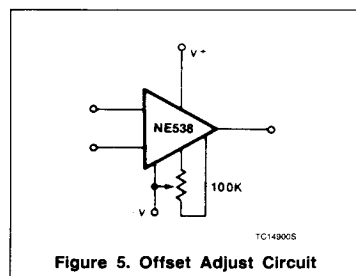 V+
NE538
100K
V
TC14900S
Figure 5. Offset Adjust Circuit